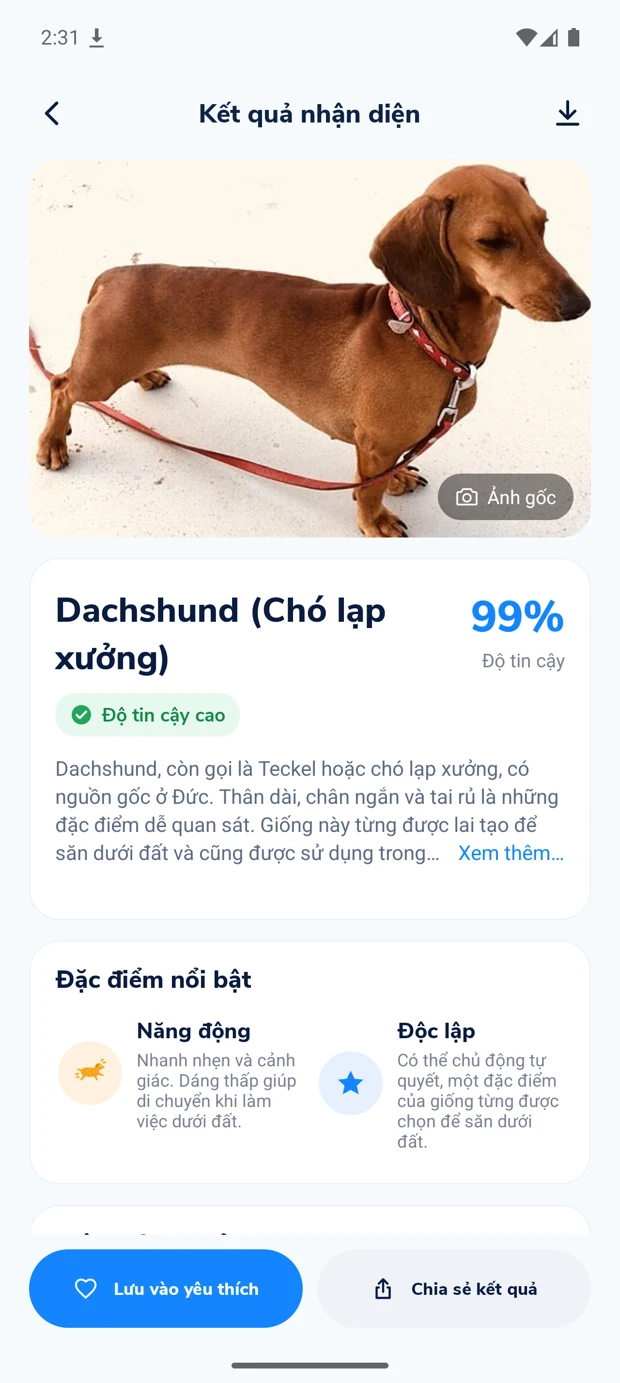 2:31
Kết quả nhận diện
Ảnh gốc
Dachshund (Chó lạp
xưởng)
99%
Độ tin cậy
Độ tin cậy cao
Dachshund, còn gọi là Teckel hoặc chó lạp xưởng, có
nguồn gốc ở Đức. Thân dài, chân ngắn và tai rủ là những
đặc điểm dễ quan sát. Giống này từng được lai tạo để
săn dưới đất và cũng được sử dụng trong... Xem thêm...
Đặc điểm nổi bật
Năng động
Nhanh nhẹn và cảnh
giác. Dáng thấp giúp
di chuyển khi làm
việc dưới đất.
Độc lập
Có thể chủ động tự
quyết, một đặc điểm
của giống từng được
chọn để săn dưới
đất.
Lưu vào yêu thích
Chia sẻ kết quả